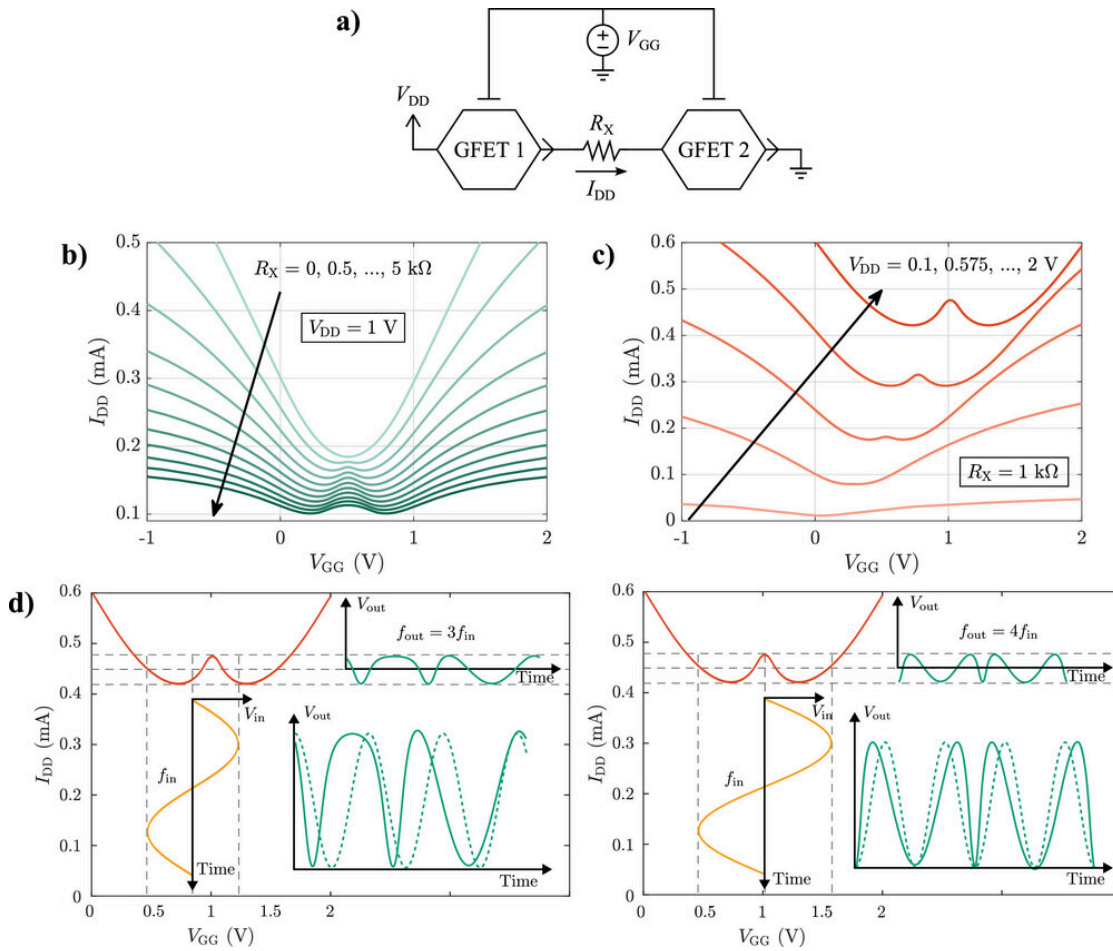 a)
V_GG
V_DD
GFET 1
R_X
GFET 2
I_DD
b)
R_X = 0, 0.5, ..., 5 kΩ
V_DD = 1 V
I_DD (mA)
0.5
0.4
0.3
0.2
0.1
-1
0
1
2
V_GG (V)
c)
V_DD = 0.1, 0.575, ..., 2 V
R_X = 1 kΩ
I_DD (mA)
0.6
0.5
0.4
0.3
0.2
0.1
0
-1
0
1
2
V_GG (V)
d)
I_DD (mA)
0.6
0.5
0.4
0.3
0.2
0.1
0
V_out
f_out = 3f_in
Time
V_in
f_in
Time
V_out
Time
0
0.5
1
1.5
2
V_GG (V)
I_DD (mA)
0.6
0.5
0.4
0.3
0.2
0.1
0
V_out
f_out = 4f_in
Time
V_in
f_in
Time
V_out
Time
0
0.5
1
1.5
2
V_GG (V)